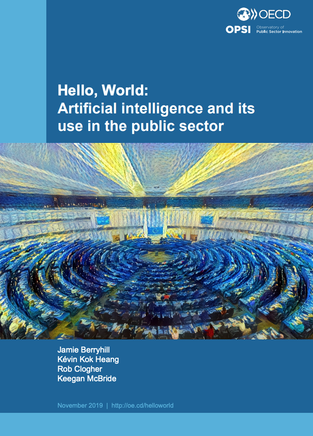 OECD
OPSI
Observatory of
Public Sector Innovation
Hello, World:
Artificial intelligence and its
use in the public sector
Jamie Berryhill
Kévin Kok Heang
Rob Clogher
Keegan McBride
November 2019 | http://oe.cd/helloworld